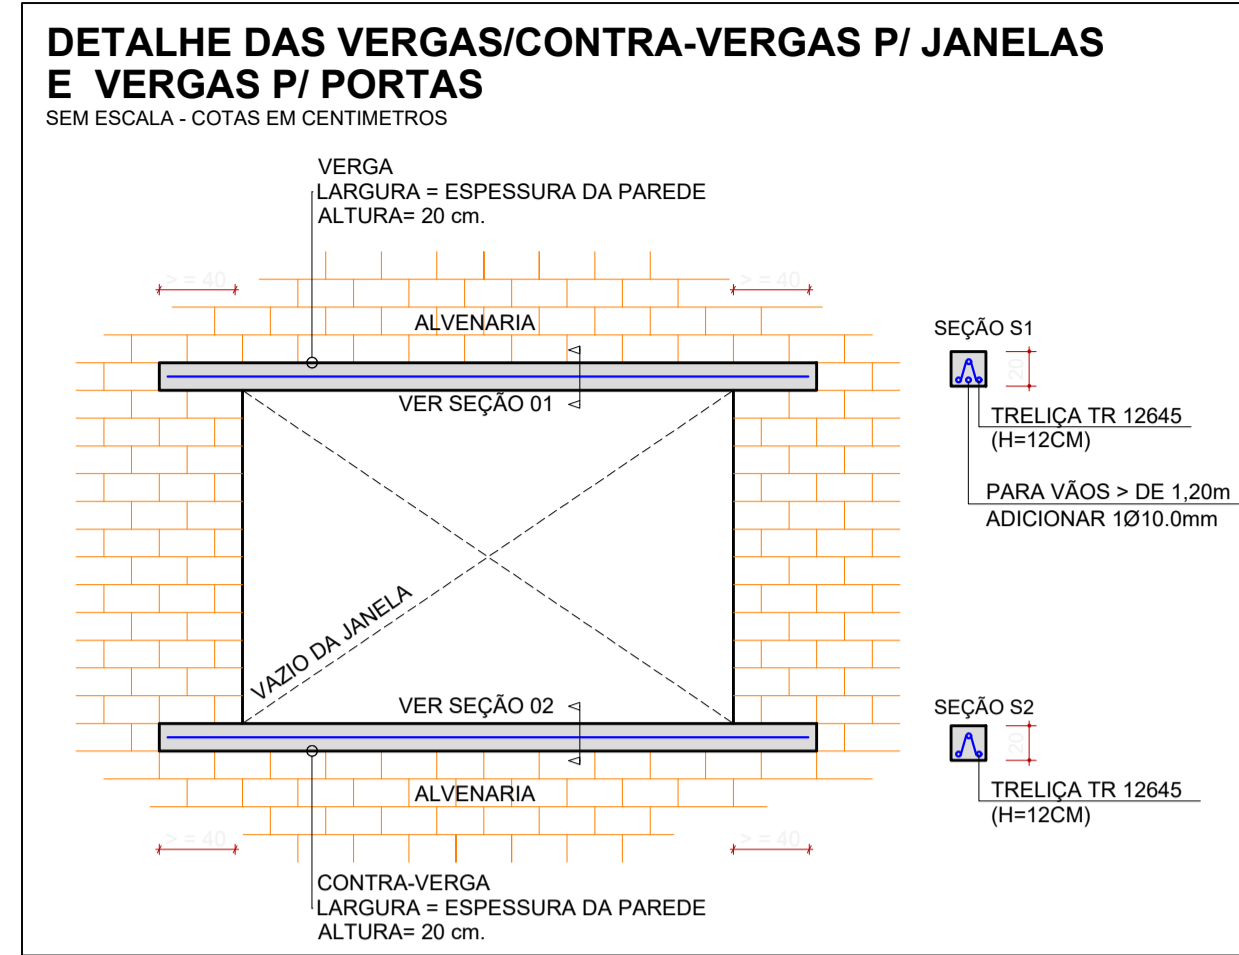 DETALHE DAS VERGAS/CONTRA-VERGAS P/ JANELAS
E VERGAS P/ PORTAS
SEM ESCALA - COTAS EM CENTIMETROS
VERGA
LARGURA = ESPESSURA DA PAREDE
ALTURA= 20 cm.
> = 40
> = 40
ALVENARIA
VER SEÇÃO 01
VAZIO DA JANELA
VER SEÇÃO 02
ALVENARIA
> = 40
> = 40
CONTRA-VERGA
LARGURA = ESPESSURA DA PAREDE
ALTURA= 20 cm.
SEÇÃO S1
20
TRELIÇA TR 12645
(H=12CM)
PARA VÃOS > DE 1,20m
ADICIONAR 1Ø10.0mm
SEÇÃO S2
20
TRELIÇA TR 12645
(H=12CM)